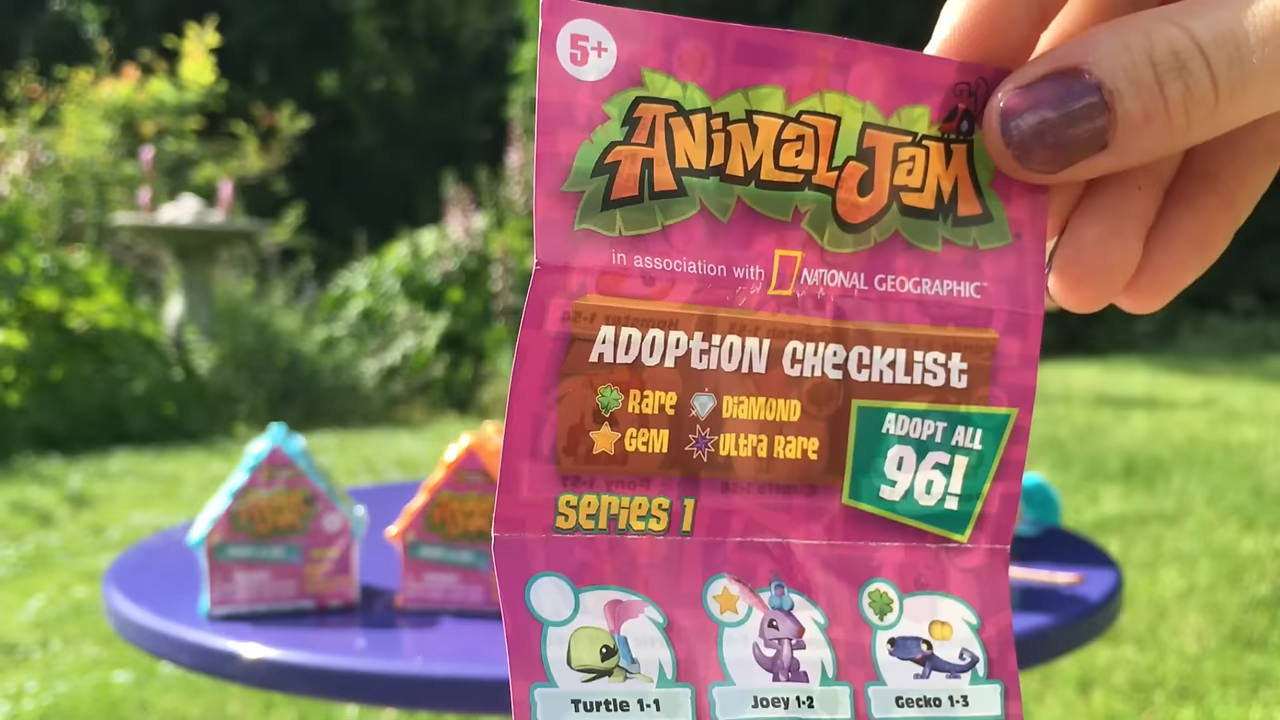 5+
ANIMAL JAM
in association with NATIONAL GEOGRAPHIC™
ADOPTION CHECKLIST
RARE DIAMOND
GEM ULTRA RARE
ADOPT ALL
96!
SERIES 1
Turtle 1-1
Joey 1-2
Gecko 1-3